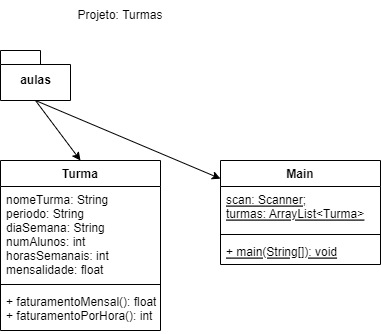 Projeto: Turmas
aulas
Turma
nomeTurma: String
periodo: String
diaSemana: String
numAlunos: int
horasSemanais: int
mensalidade: float
+ faturamentoMensal(): float
+ faturamentoPorHora(): int
Main
scan: Scanner;
turmas: ArrayList<Turma>
+ main(String[]): void